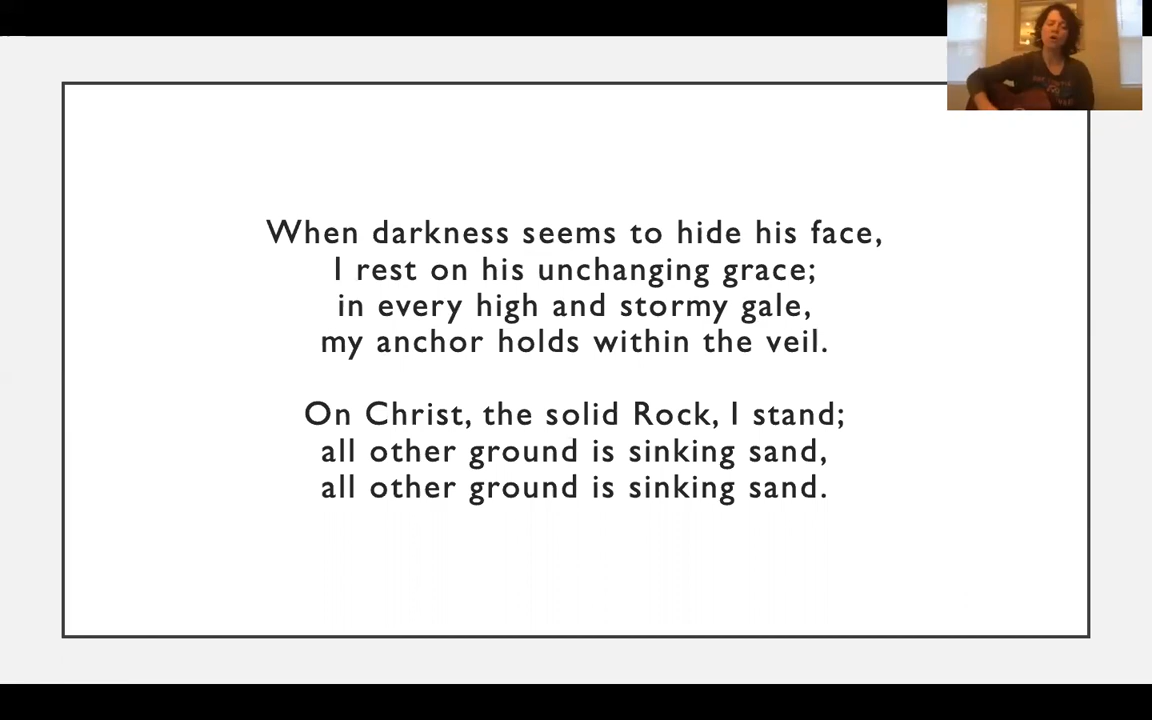 When darkness seems to hide his face,
I rest on his unchanging grace;
in every high and stormy gale,
my anchor holds within the veil.
On Christ, the solid Rock, I stand;
all other ground is sinking sand,
all other ground is sinking sand.